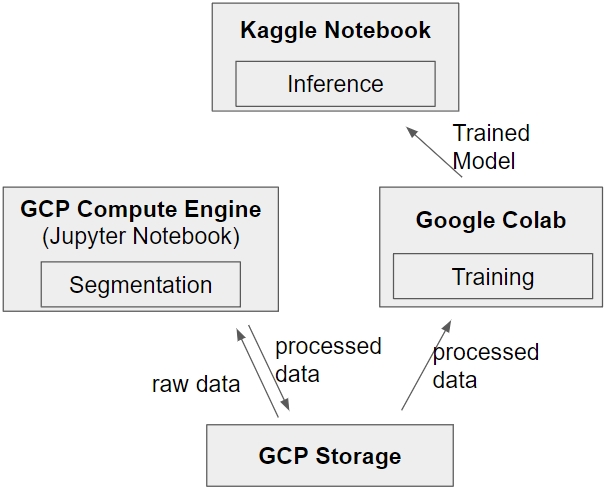 Kaggle Notebook
Inference
Trained
Model
GCP Compute Engine
(Jupyter Notebook)
Segmentation
Google Colab
Training
raw data
processed
data
processed
data
GCP Storage